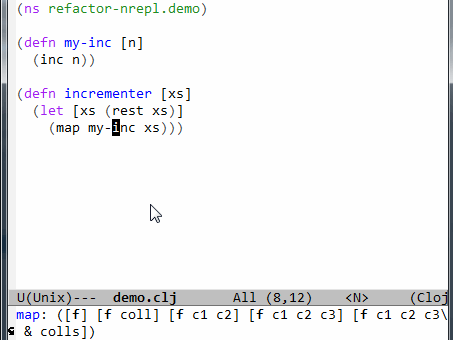 (ns refactor-nrepl.demo)
(defn my-inc [n]
  (inc n))
(defn incrementer [xs]
  (let [xs (rest xs)]
    (map my-inc xs)))
U(Unix)---  demo.clj       All (8,12)    <N>     (Cloj
map: ([f] [f coll] [f c1 c2] [f c1 c2 c3] [f c1 c2 c3\
 & colls])